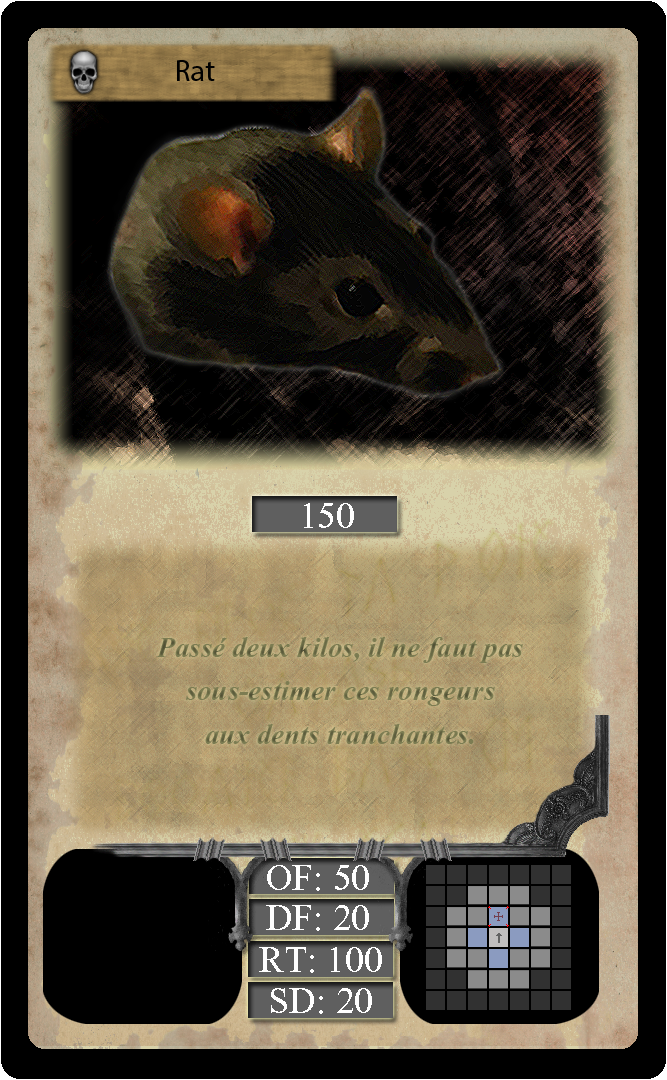 Rat
150
Passé deux kilos, il ne faut pas
sous-estimer ces rongeurs
aux dents tranchantes.
OF: 50
DF: 20
RT: 100
SD: 20